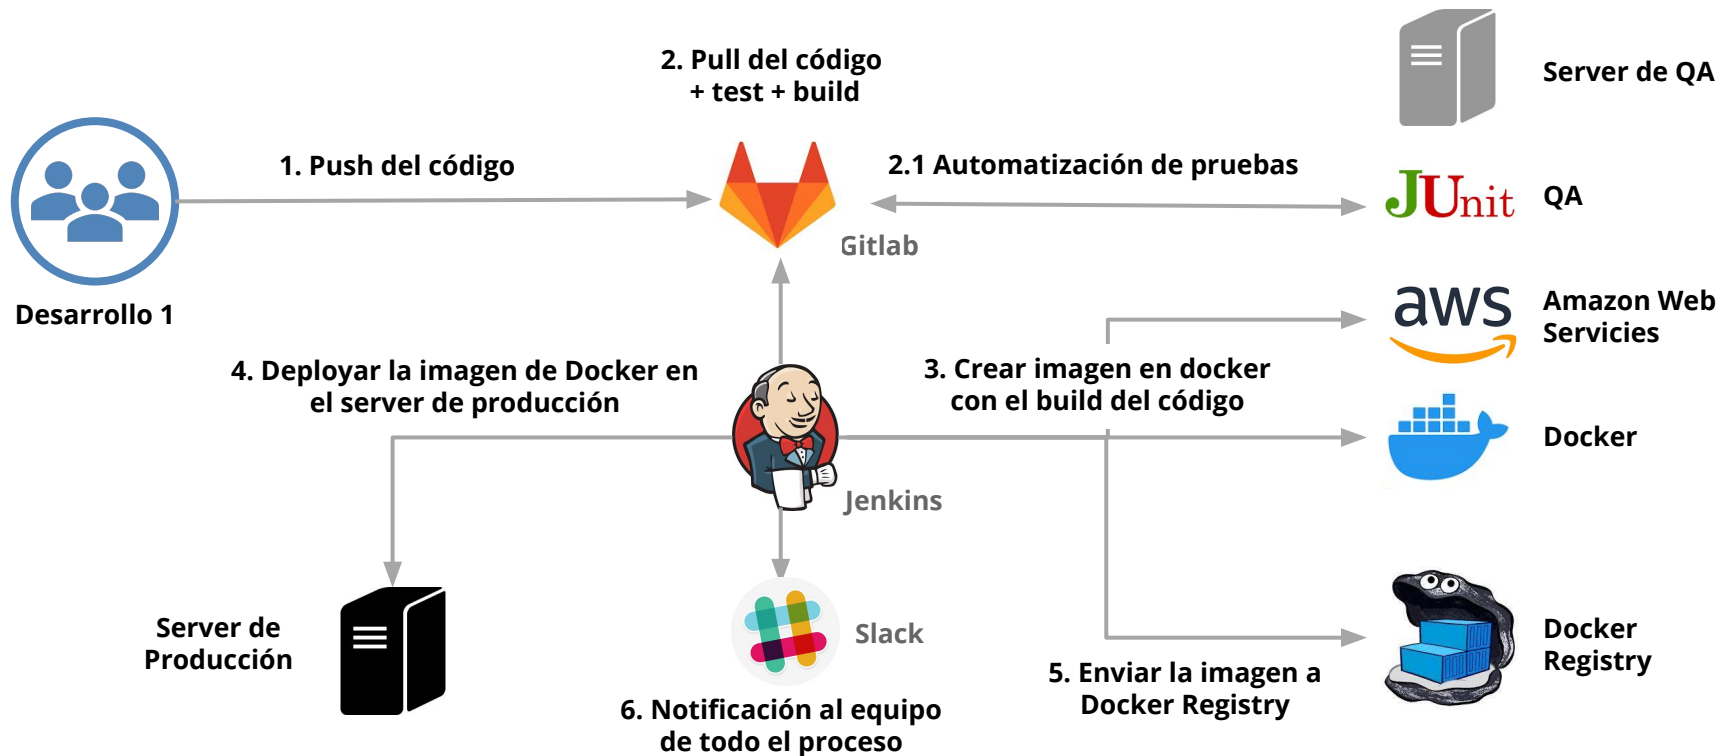 2. Pull del código
+ test + build
Server de QA
1. Push del código
2.1 Automatización de pruebas
JUnit
QA
Gitlab
Desarrollo 1
aws
Amazon Web
Servicies
4. Deployar la imagen de Docker en
el server de producción
3. Crear imagen en docker
con el build del código
Docker
Jenkins
Server de
Producción
Slack
Docker
Registry
5. Enviar la imagen a
Docker Registry
6. Notificación al equipo
de todo el proceso